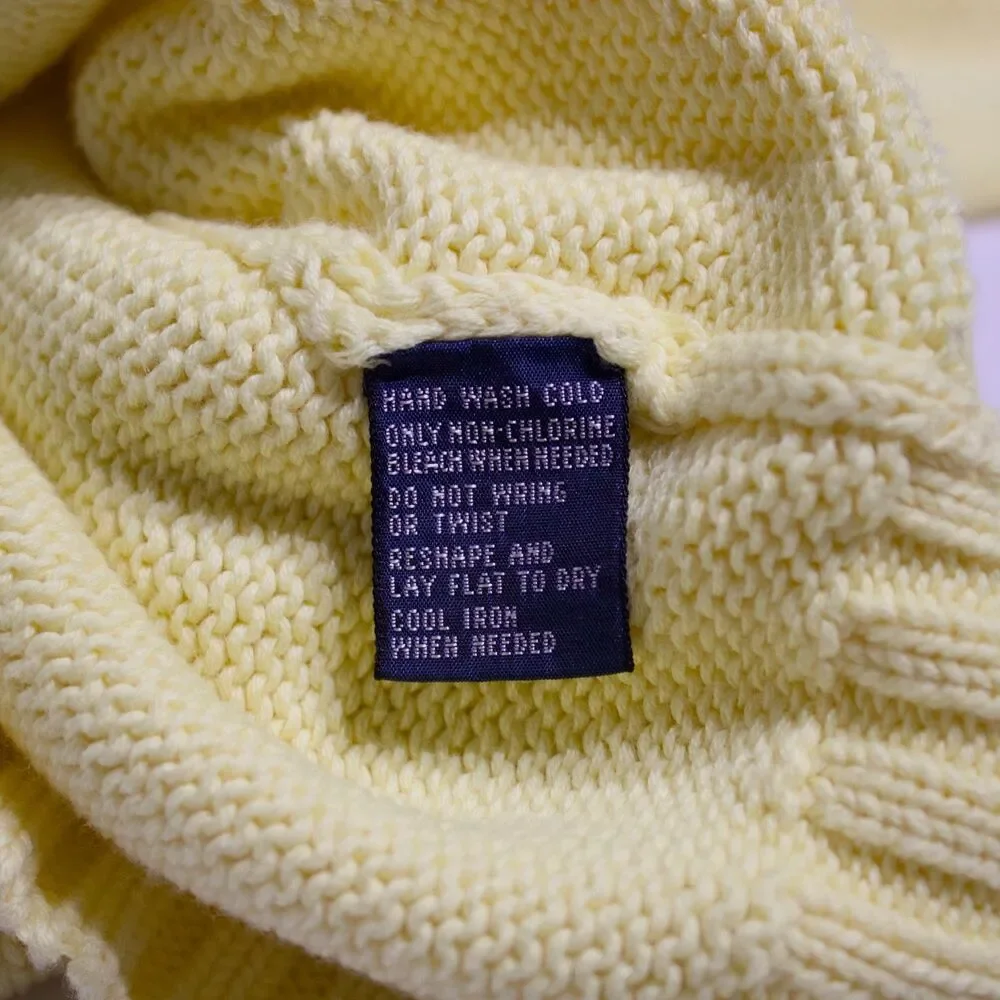 HAND WASH COLD
ONLY NON-CHLORINE
BLEACH WHEN NEEDED
DO NOT WRING
OR TWIST
RESHAPE AND
LAY FLAT TO DRY
COOL IRON
WHEN NEEDED